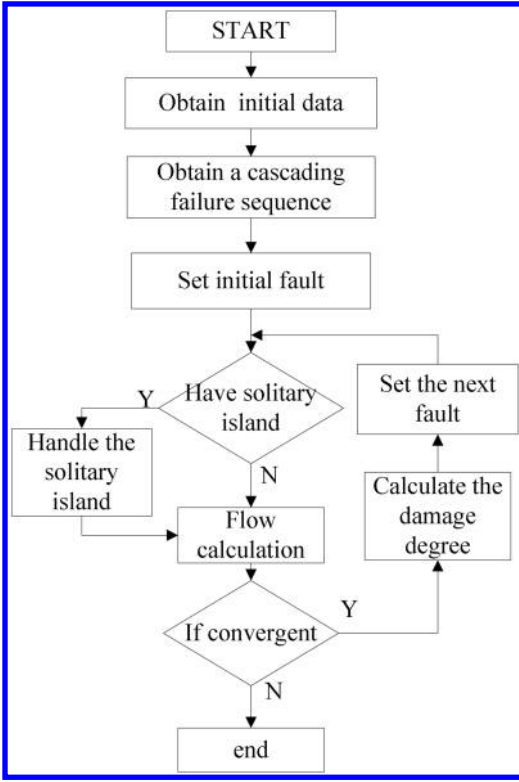 START
Obtain initial data
Obtain a cascading
failure sequence
Set initial fault
Have solitary
island
Y
Handle the
solitary
island
N
Flow
calculation
If convergent
Y
Calculate the
damage
degree
Set the next
fault
N
end